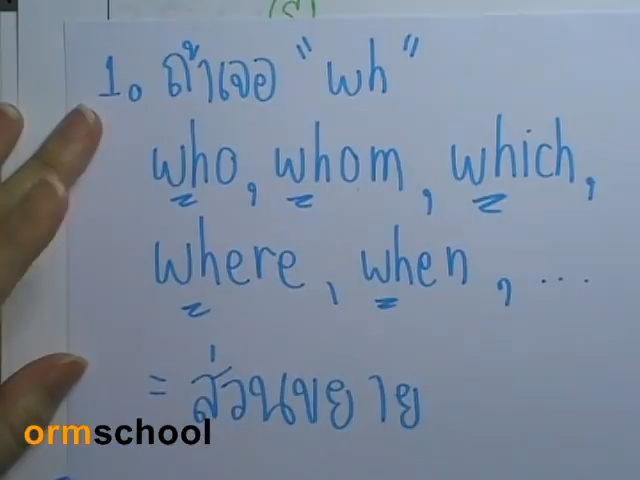 1. ถ้าเจอ "wh"
who, whom, which,
where, when, ...
= ส่วนขยาย
ormschool